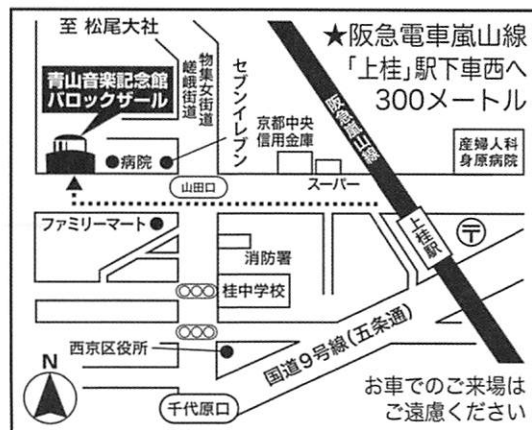 至 松尾大社
★阪急電車嵐山線
「上桂」駅下車西へ
300メートル
青山音楽記念館
バロックザール
物集女街道
嵯峨街道
セブンイレブン
阪急嵐山線
京都中央
信用金庫
産婦人科
身原病院
病院
スーパー
山田口
ファミリーマート
上桂駅
〒
消防署
桂中学校
西京区役所
国道9号線(五条通)
N
千代原口
お車でのご来場は
ご遠慮ください